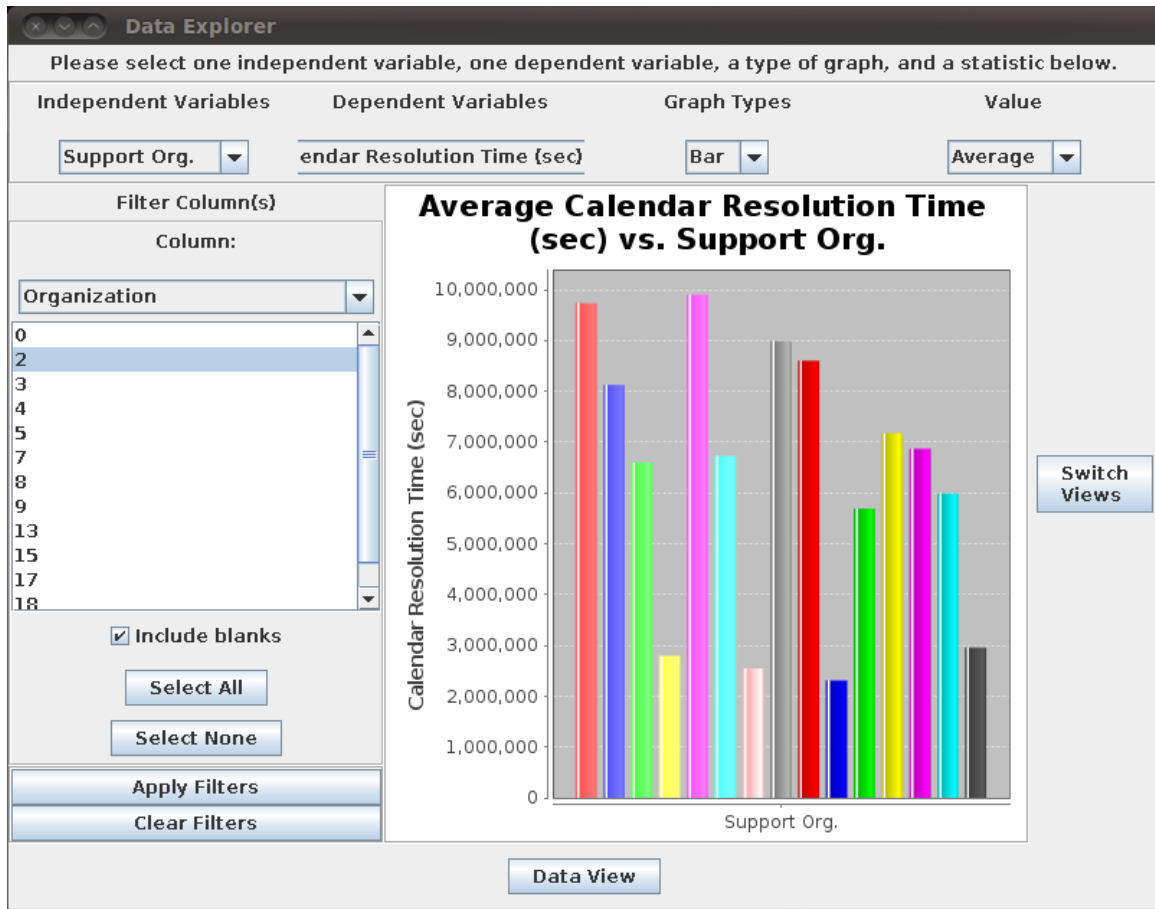 Data Explorer
Please select one independent variable, one dependent variable, a type of graph, and a statistic below.
Independent Variables
Dependent Variables
Graph Types
Value
Support Org.
endar Resolution Time (sec)
Bar
Average
Filter Column(s)
Column:
Organization
0
2
3
4
5
7
8
9
13
15
17
18
Include blanks
Select All
Select None
Apply Filters
Clear Filters
Average Calendar Resolution Time
(sec) vs. Support Org.
Calendar Resolution Time (sec)
10,000,000
9,000,000
8,000,000
7,000,000
6,000,000
5,000,000
4,000,000
3,000,000
2,000,000
1,000,000
0
Support Org.
Switch
Views
Data View